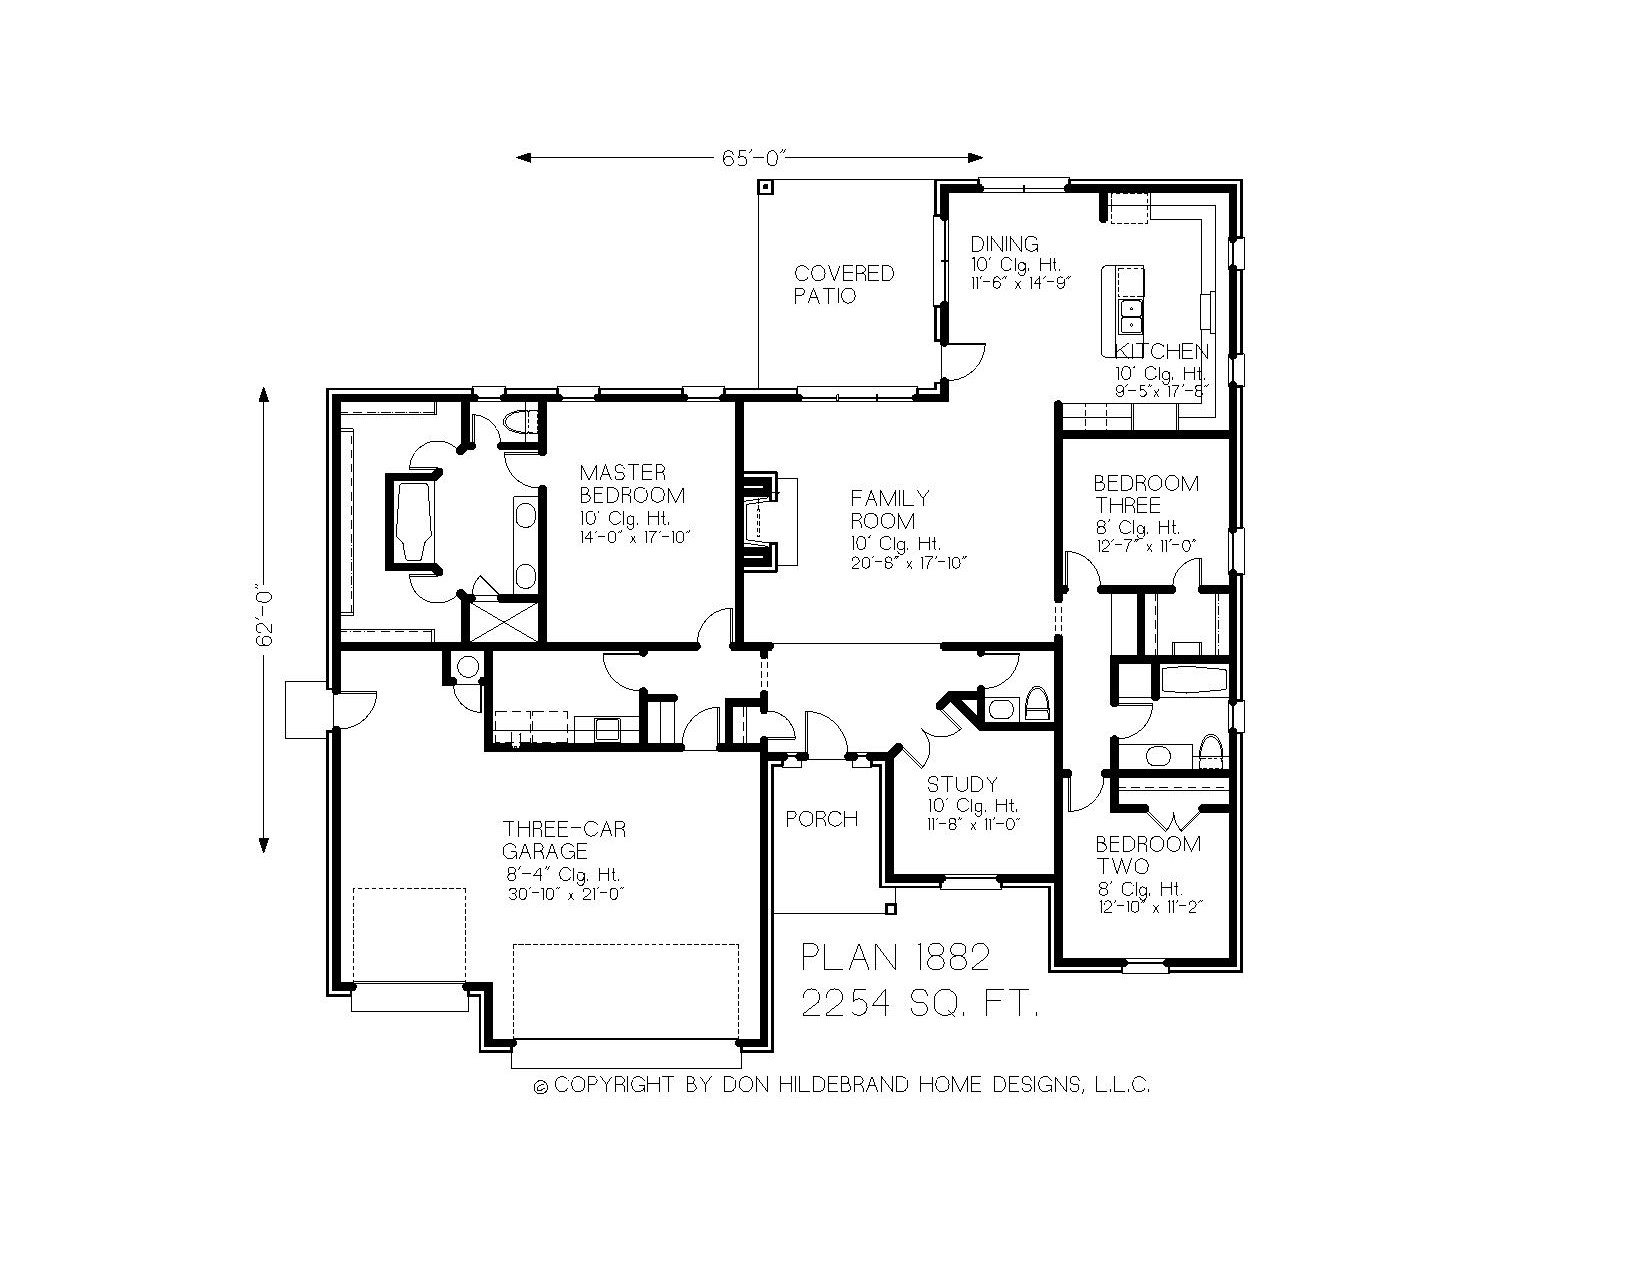 65'-0"
COVERED
PATIO
DINING
10' Clg. Ht.
11'-6" x 14'-9"
KITCHEN
10' Clg. Ht.
9'-5"x 17'-8"
MASTER
BEDROOM
10' Clg. Ht.
14'-0" x 17'-10"
FAMILY
ROOM
10' Clg. Ht.
20'-8" x 17'-10"
BEDROOM
THREE
8' Clg. Ht.
12'-7" x 11'-0"
62'-0"
STUDY
10' Clg. Ht.
11'-8" x 11'-0"
PORCH
THREE-CAR
GARAGE
8'-4" Clg. Ht.
30'-10" x 21'-0"
BEDROOM
TWO
8' Clg. Ht.
12'-10" x 11'-2"
PLAN 1882
2254 SQ. FT.
© COPYRIGHT BY DON HILDEBRAND HOME DESIGNS, L.L.C.